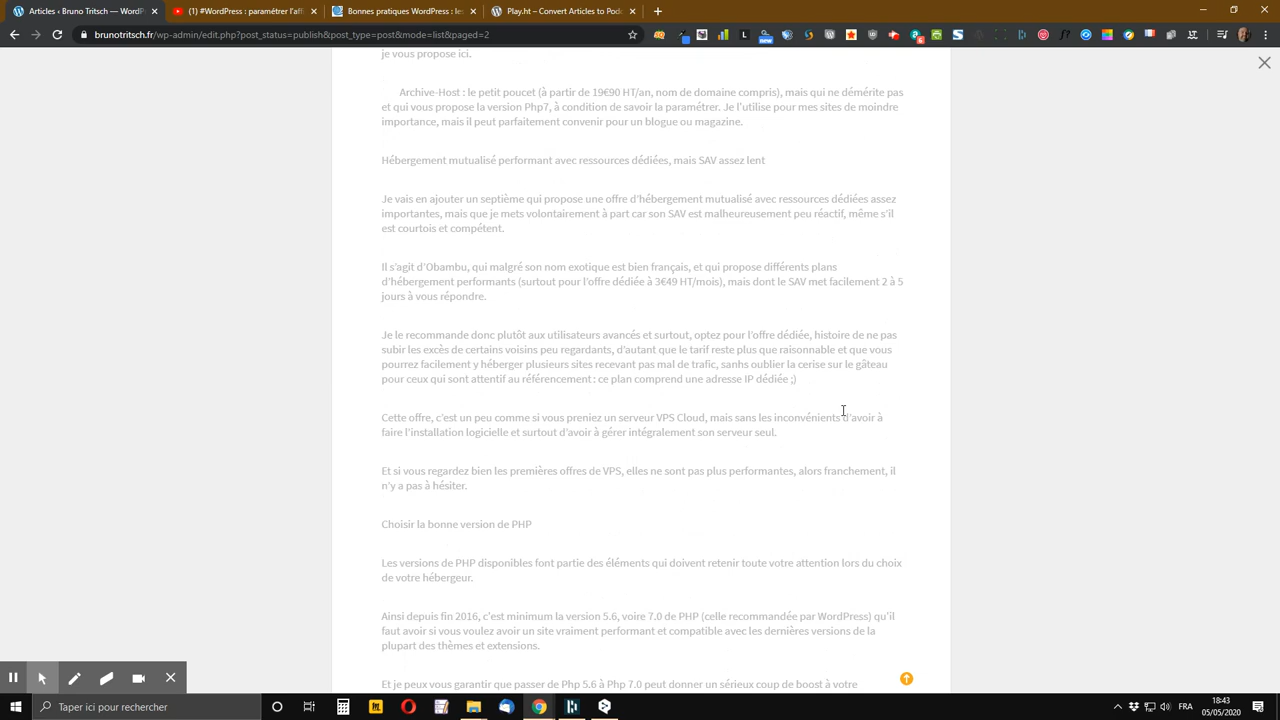 Articles ‹ Bruno Tritsch — WordPr
(1) #WordPress : paramétrer l'aff
Bonnes
Play.ht — Co
brunotritsch.fr/wp-admin/edit.php?post_status=publish&post_type=post&mode=list&paged=2
new
6
je vous propose ici.
Archive-Host : le petit poucet (à partir de 19€90 HT/an, nom de domaine compris), mais qui ne démérite pas
et qui vous propose la version Php7, à condition de savoir la paramétrer. Je l'utilise pour mes sites de moindre
importance, mais il peut parfaitement convenir pour un blogue ou magazine.
Hébergement mutualisé performant avec ressources dédiées, mais SAV assez lent
Je vais en ajouter un septième qui propose une offre d'hébergement mutualisé avec ressources dédiées assez
importantes, mais que je mets volontairement à part car son SAV est malheureusement peu réactif, même s'il
est courtois et compétent.
Il s'agit d'Obambu, qui malgré son nom exotique est bien français, et qui propose différents plans
d'hébergement performants (surtout pour l'offre dédiée à 3€49 HT/mois), mais dont le SAV met facilement 2 à 5
jours à vous répondre.
Je le recommande donc plutôt aux utilisateurs avancés et surtout, optez pour l'offre dédiée, histoire de ne pas
subir les excès de certains voisins peu regardants, d'autant que le tarif reste plus que raisonnable et que vous
pourrez facilement y héberger plusieurs sites recevant pas mal de trafic, sanhs oublier la cerise sur le gâteau
pour ceux qui sont attentif au référencement : ce plan comprend une adresse IP dédiée ;)
Cette offre, c'est un peu comme si vous preniez un serveur VPS Cloud, mais sans les inconvénients d'avoir à
faire l'installation logicielle et surtout d'avoir à gérer intégralement son serveur seul.
Et si vous regardez bien les premières offres de VPS, elles ne sont pas plus performantes, alors franchement, il
n'y a pas à hésiter.
Choisir la bonne version de PHP
Les versions de PHP disponibles font partie des éléments qui doivent retenir toute votre attention lors du choix
de votre hébergeur.
Ainsi depuis fin 2016, c'est minimum la version 5.6, voire 7.0 de PHP (celle recommandée par WordPress) qu'il
faut avoir si vous voulez avoir un site vraiment performant et compatible avec les dernières versions de la
plupart des thèmes et extensions.
Et je peux vous garantir que passer de Php 5.6 à Php 7.0 peut donner un sérieux coup de boost à votre
Taper ici pour rechercher
FRA
18:43
05/05/2020